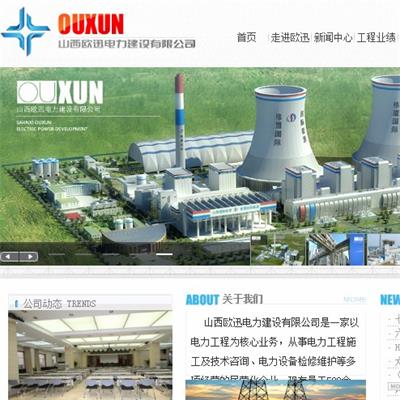 OUXUN
山西欧迅电力建设有限公司
首页 走进欧迅 新闻中心 工程业绩
OUXUN
山西欧迅电力建设有限公司
SHANXI OUXUN
ELECTRIC POWER DEVELOPMENT
格盟国际
公司动态 TRENDS
ABOUT 关于我们 MORE
NEW
山西欧迅电力建设有限公司是一家以
电力工程为核心业务，从事电力工程施
工及技术咨询、电力设备检修维护等多